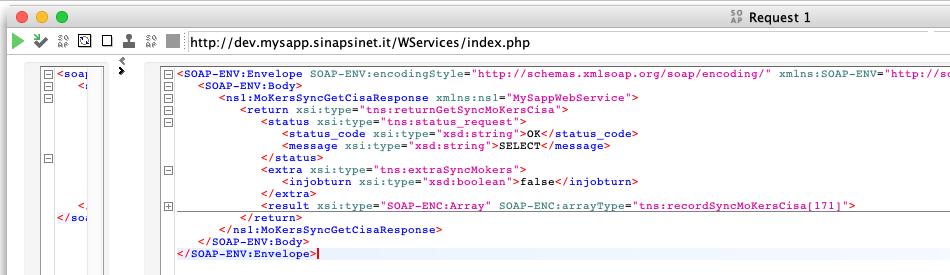 SO
AP Request 1
http://dev.mysapp.sinapsinet.it/WServices/index.php
<soap
<s
</
</soa
<SOAP-ENV:Envelope SOAP-ENV:encodingStyle="http://schemas.xmlsoap.org/soap/encoding/" xmlns:SOAP-ENV="http://sc
<SOAP-ENV:Body>
<ns1:MoKersSyncGetCisaResponse xmlns:ns1="MySappWebService">
<return xsi:type="tns:returnGetSyncMoKersCisa">
<status xsi:type="tns:status_request">
<status_code xsi:type="xsd:string">OK</status_code>
<message xsi:type="xsd:string">SELECT</message>
</status>
<extra xsi:type="tns:extraSyncMokers">
<injobturn xsi:type="xsd:boolean">false</injobturn>
</extra>
<result xsi:type="SOAP-ENC:Array" SOAP-ENC:arrayType="tns:recordSyncMoKersCisa[171]">
</return>
</ns1:MoKersSyncGetCisaResponse>
</SOAP-ENV:Body>
</SOAP-ENV:Envelope>